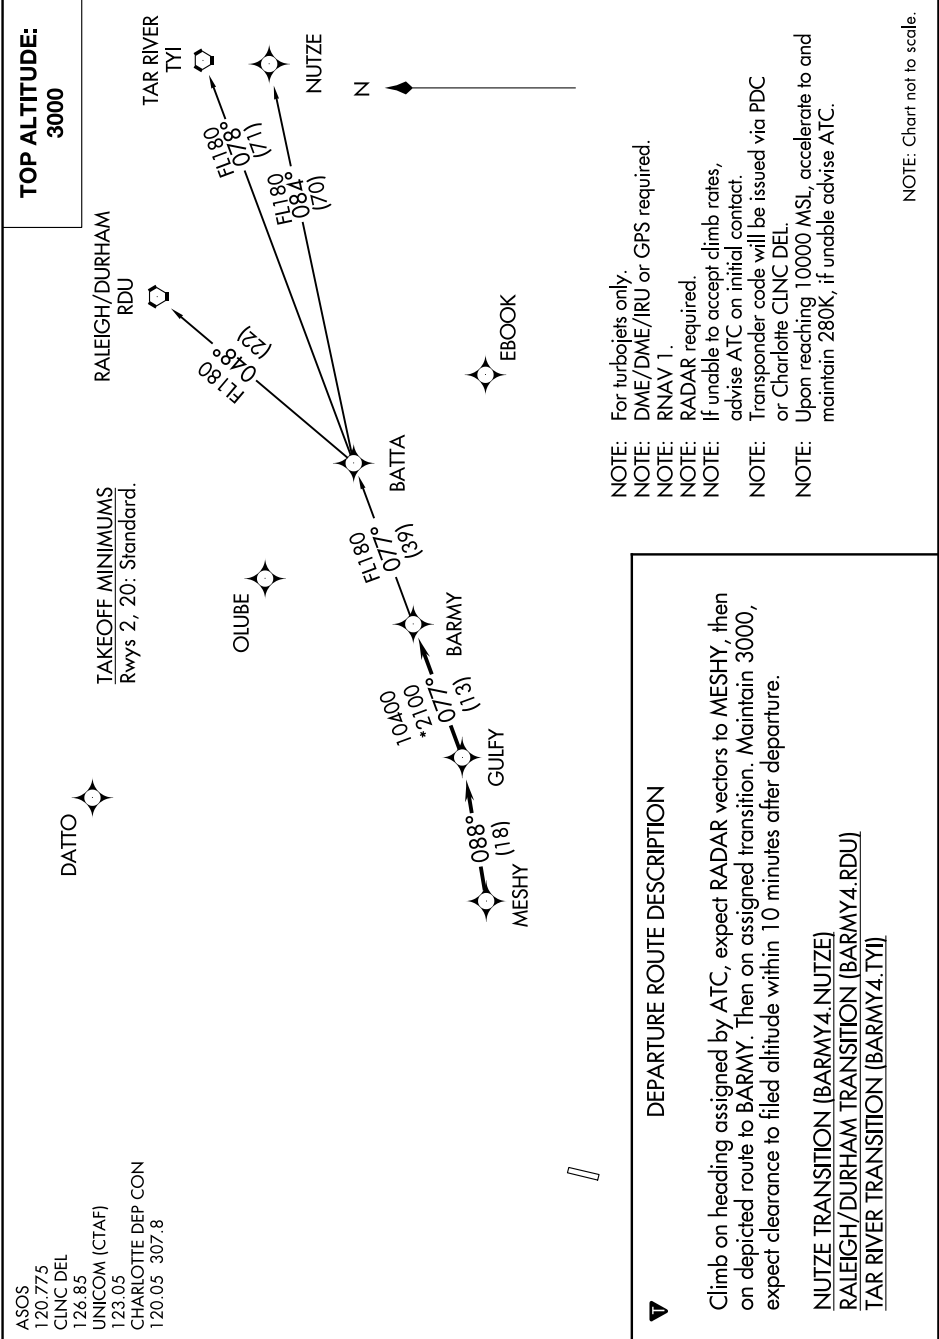 TOP ALTITUDE:
3000
ASOS
120.775
CLNC DEL
126.85
UNICOM (CTAF)
123.05
CHARLOTTE DEP CON
120.05 307.8
TAKEOFF MINIMUMS
Rwys 2, 20: Standard.
RALEIGH/DURHAM
RDU
TAR RIVER
TYI
NUTZE
N
DATTO
OLUBE
FL180
048°
(22)
FL180
078°
(71)
FL180
084°
(70)
BATTA
EBOOK
FL180
077°
(39)
BARMY
10400
*2100
077°
(13)
GULFY
088°
(18)
MESHY
NOTE: For turbojets only.
NOTE: DME/DME/IRU or GPS required.
NOTE: RNAV 1.
NOTE: RADAR required.
NOTE: If unable to accept climb rates,
advise ATC on initial contact.
NOTE: Transponder code will be issued via PDC
or Charlotte CLNC DEL.
NOTE: Upon reaching 10000 MSL, accelerate to and
maintain 280K, if unable advise ATC.
NOTE: Chart not to scale.
T
DEPARTURE ROUTE DESCRIPTION
Climb on heading assigned by ATC, expect RADAR vectors to MESHY, then
on depicted route to BARMY. Then on assigned transition. Maintain 3000,
expect clearance to filed altitude within 10 minutes after departure.
NUTZE TRANSITION (BARMY4.NUTZE)
RALEIGH/DURHAM TRANSITION (BARMY4.RDU)
TAR RIVER TRANSITION (BARMY4.TYI)